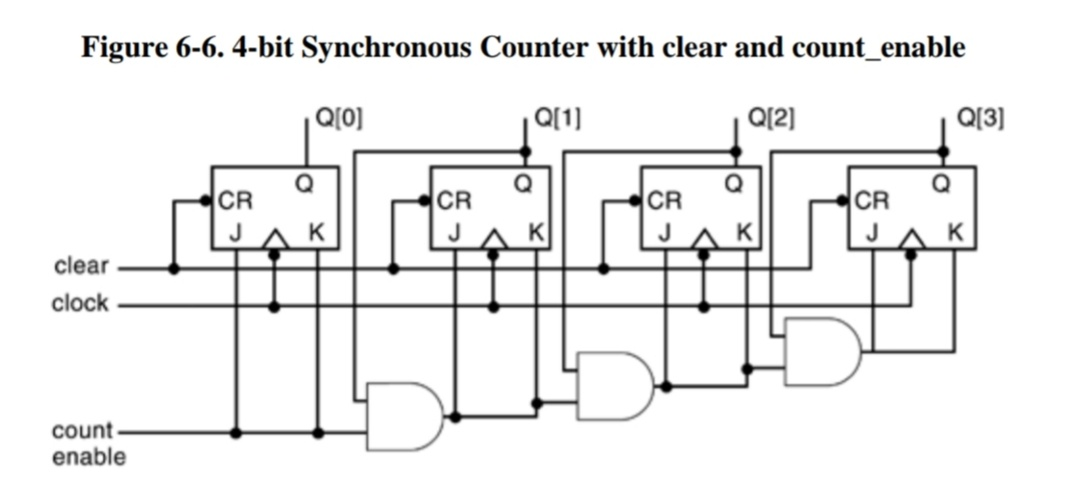 Figure 6-6. 4-bit Synchronous Counter with clear and count_enable
Q[0] Q[1] Q[2] Q[3]
Q Q Q Q
CR CR CR CR
J K J K J K J K
clear
clock
count
enable